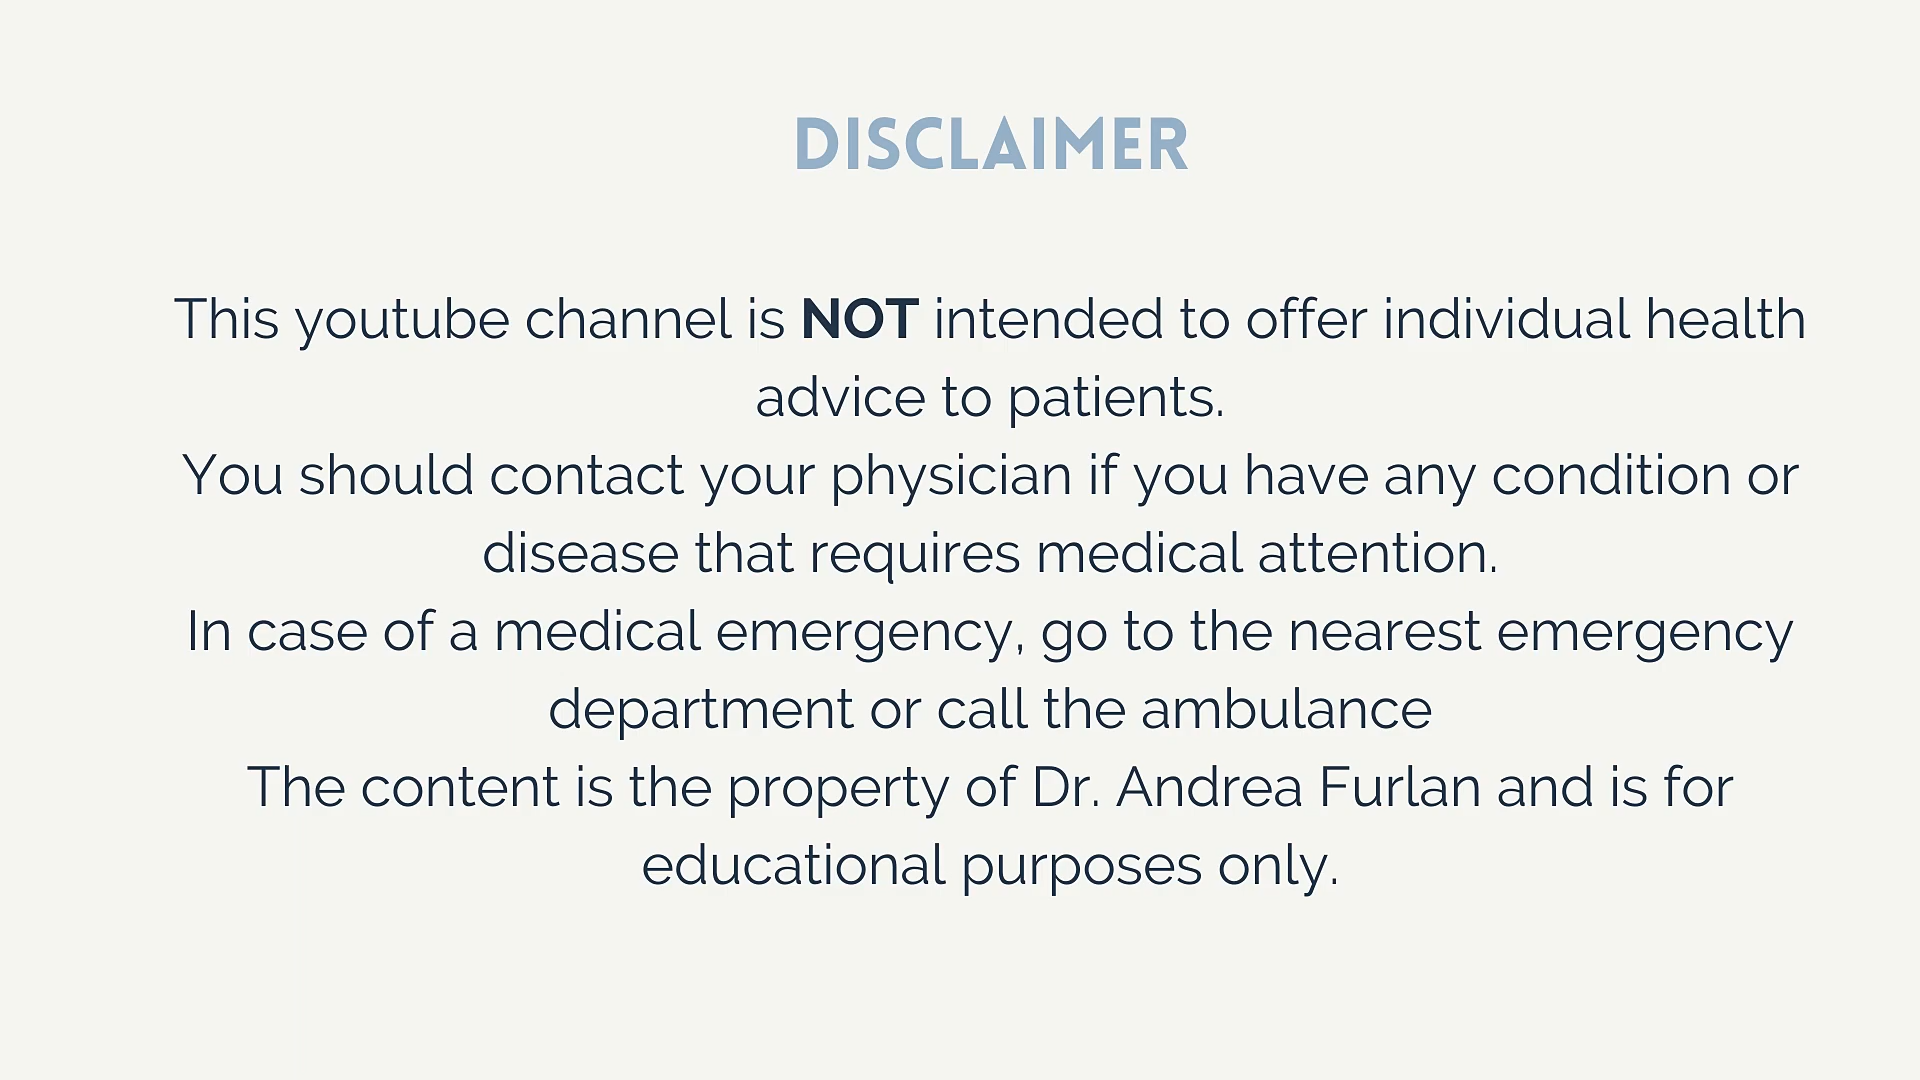 DISCLAIMER
This youtube channel is NOT intended to offer individual health
advice to patients.
You should contact your physician if you have any condition or
disease that requires medical attention.
In case of a medical emergency, go to the nearest emergency
department or call the ambulance
The content is the property of Dr. Andrea Furlan and is for
educational purposes only.